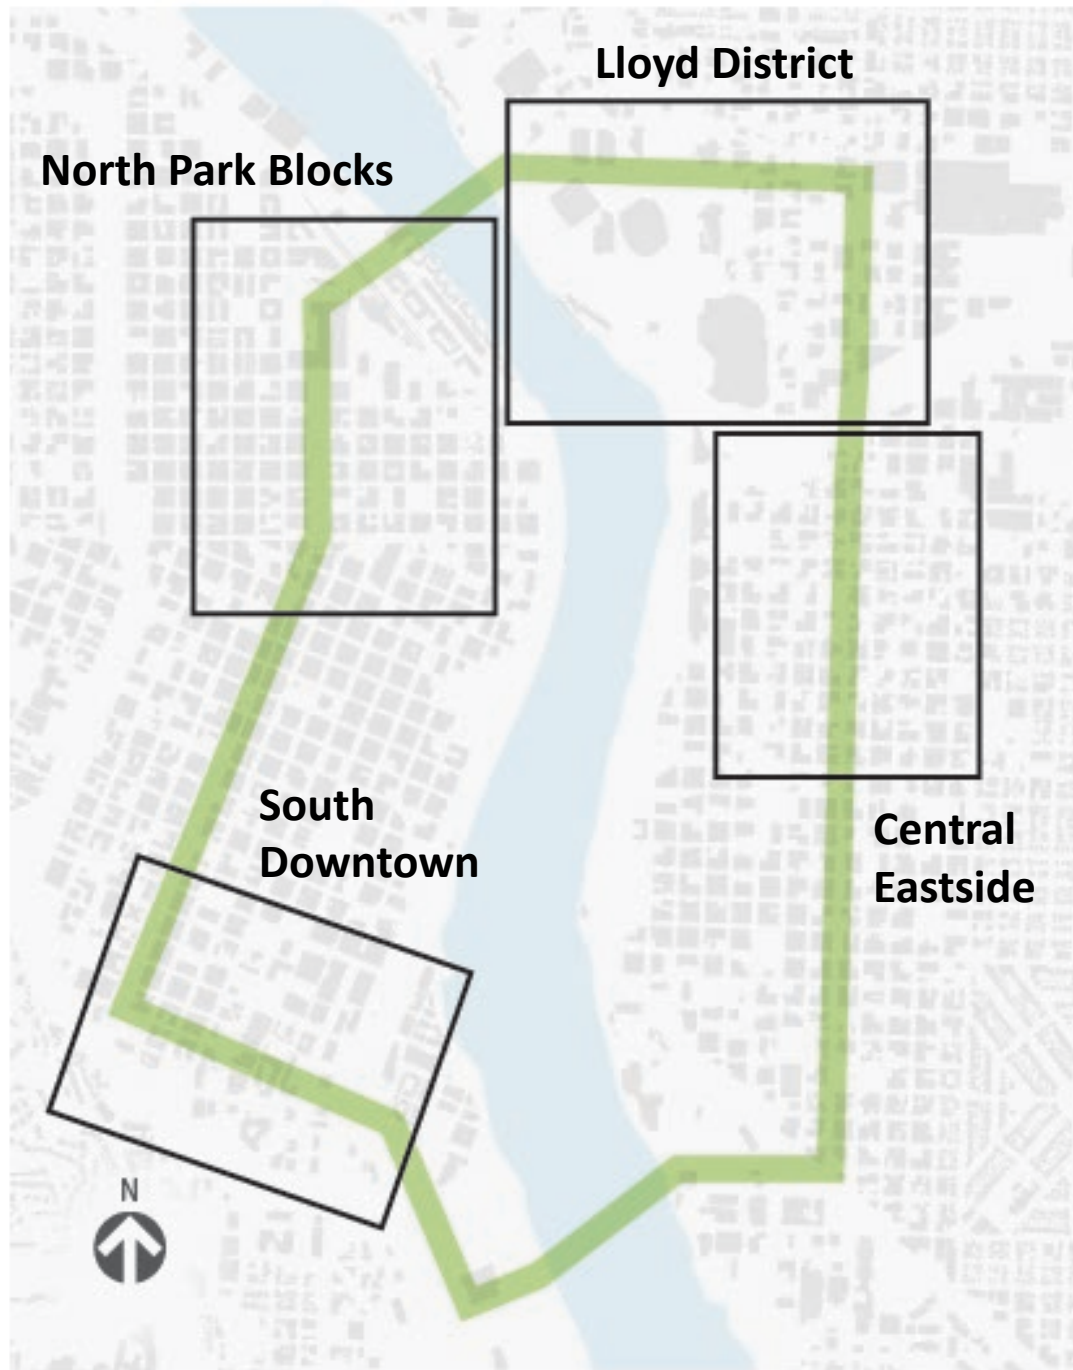 Lloyd District
North Park Blocks
South
Downtown
Central
Eastside
N